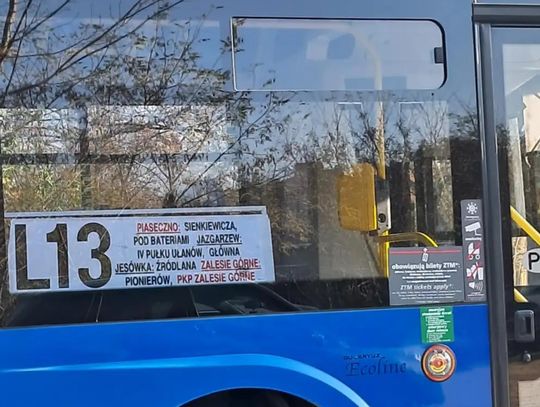 L13
PIASECZNO: SIENKIEWICZA,
POD BATERIAMI JAZGARZEW:
IV PUŁKU UŁANÓW, GŁÓWNA
JESÓWKA: ŹRÓDLANA ZALESIE GÓRNE:
PIONIERÓW, PKP ZALESIE GÓRNE
obowiązują bilety ZTM*
ZTM tickets apply*
P
Ecoline